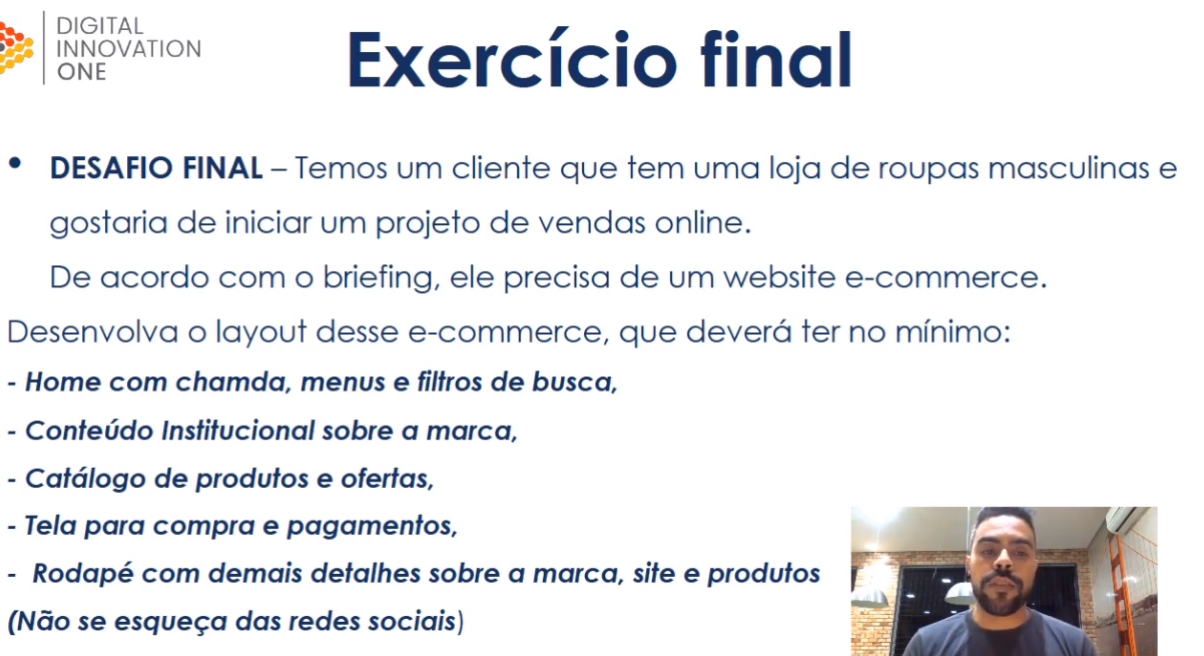 DIGITAL
INNOVATION
ONE
Exercício final
• DESAFIO FINAL – Temos um cliente que tem uma loja de roupas masculinas e
gostaria de iniciar um projeto de vendas online.
De acordo com o briefing, ele precisa de um website e-commerce.
Desenvolva o layout desse e-commerce, que deverá ter no mínimo:
- Home com chamda, menus e filtros de busca,
- Conteúdo Institucional sobre a marca,
- Catálogo de produtos e ofertas,
- Tela para compra e pagamentos,
- Rodapé com demais detalhes sobre a marca, site e produtos
(Não se esqueça das redes sociais)